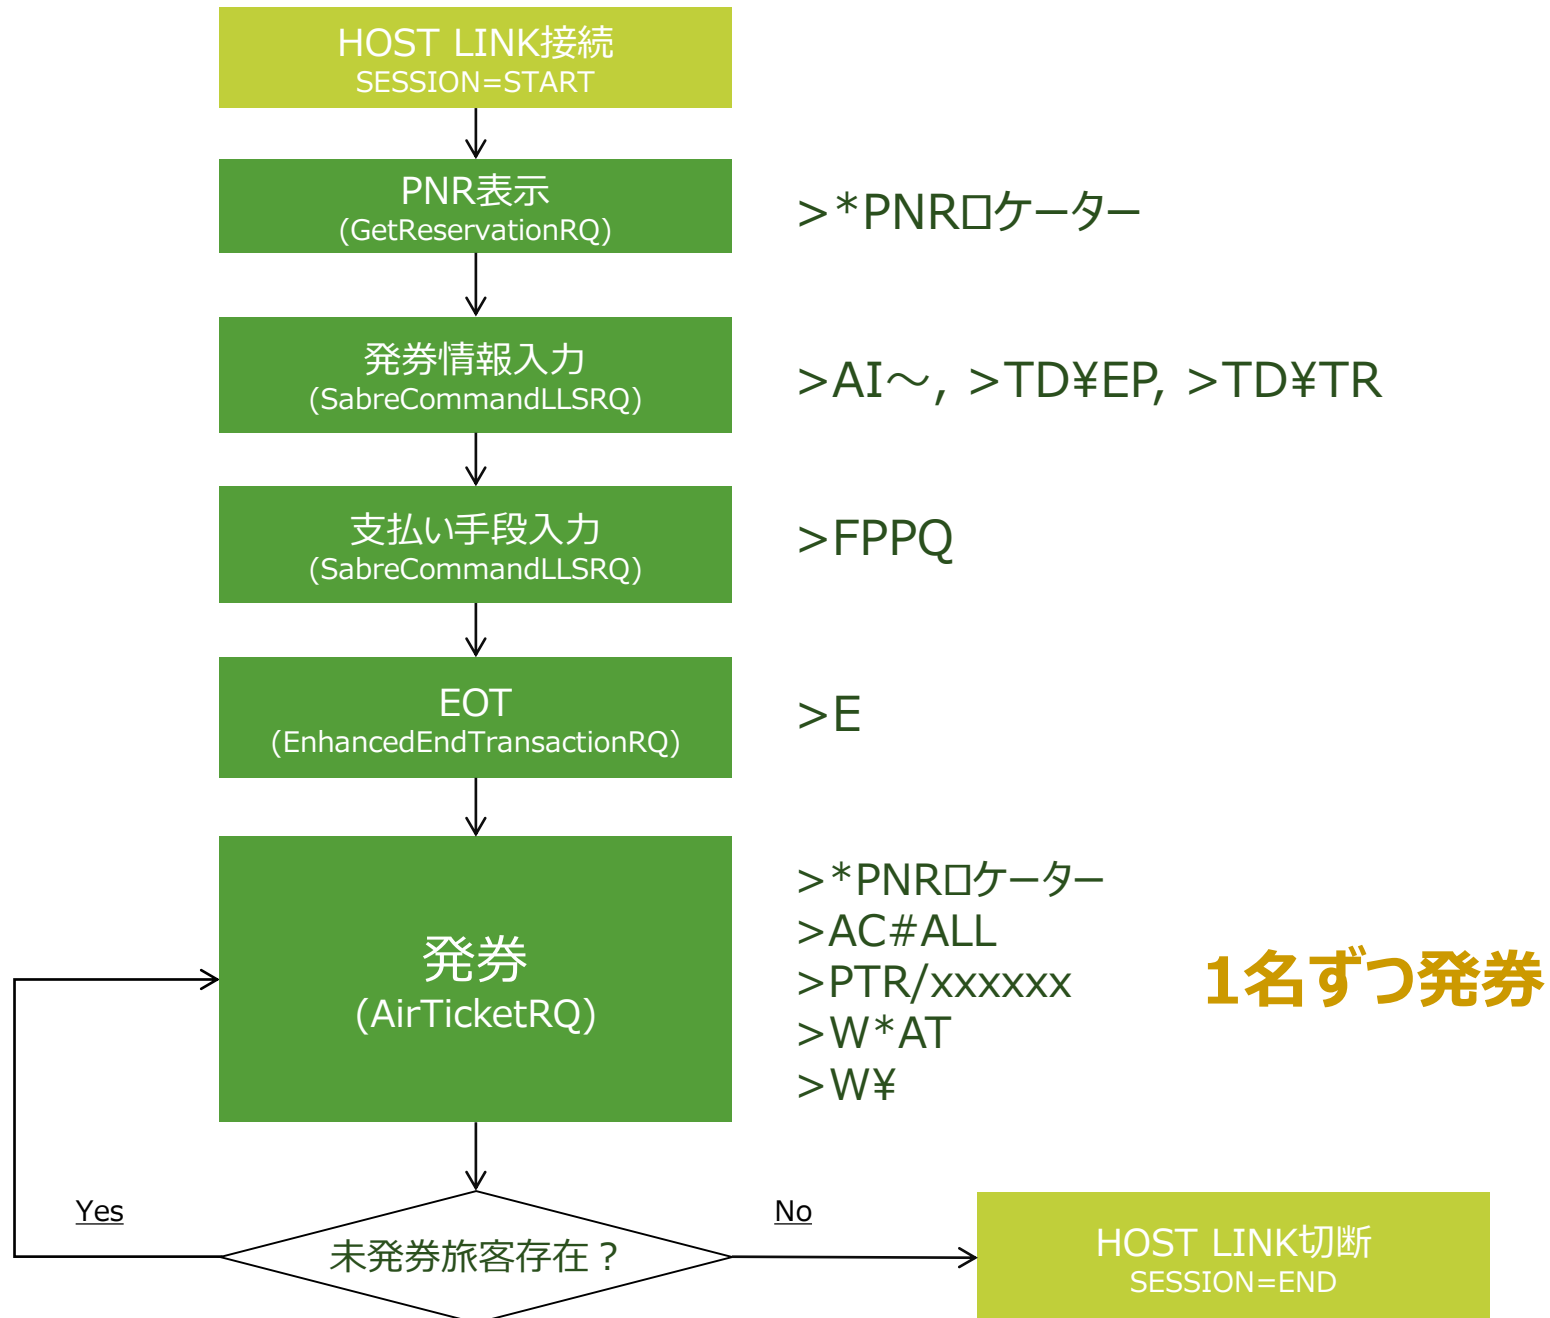 HOST LINK接続
SESSION=START
PNR表示
(GetReservationRQ)
>*PNRロケーター
発券情報入力
(SabreCommandLLSRQ)
>AI～, >TD¥EP, >TD¥TR
支払い手段入力
(SabreCommandLLSRQ)
>FPPQ
EOT
(EnhancedEndTransactionRQ)
>E
発券
(AirTicketRQ)
>*PNRロケーター
>AC#ALL
>PTR/xxxxxx
>W*AT
>W¥
1名ずつ発券
Yes
未発券旅客存在？
No
HOST LINK切断
SESSION=END